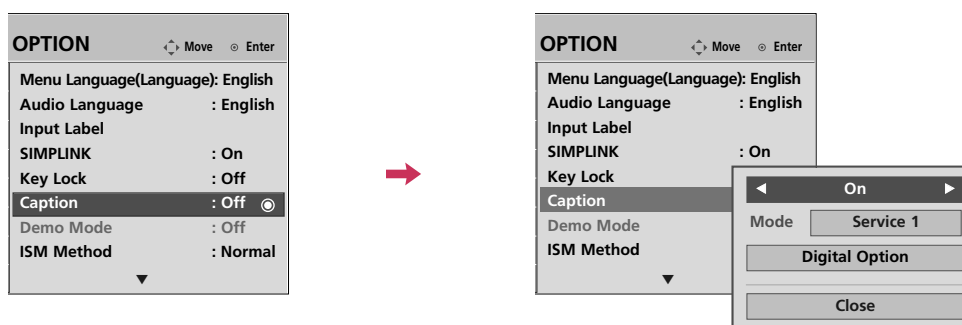 OPTION Move Enter
Menu Language(Language): English
Audio Language : English
Input Label
SIMPLINK : On
Key Lock : Off
Caption : Off
Demo Mode : Off
ISM Method : Normal
OPTION Move Enter
Menu Language(Language): English
Audio Language : English
Input Label
SIMPLINK : On
Key Lock
Caption
Demo Mode
ISM Method
On
Mode Service 1
Digital Option
Close